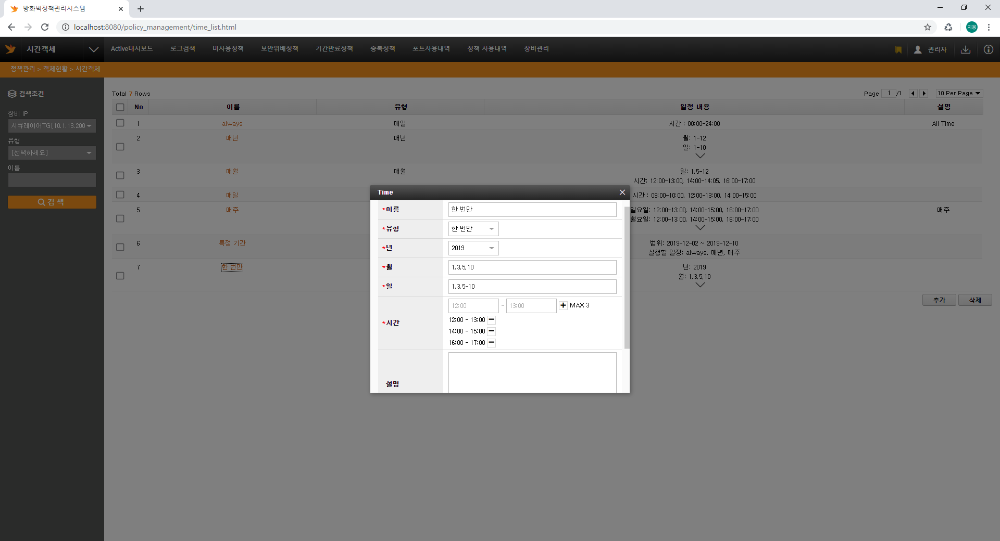 방화벽정책관리시스템
localhost:8080/policy_management/time_list.html
지웅
시간객체
Active대시보드 로그검색 미사용정책 보안위배정책 기간만료정책 중복정책 포트사용내역 정책 사용내역 장비관리
관리자
정책관리 > 객체현황 > 시간객체
검색조건
장비 IP
시큐레이어TG[10.1.13.200
유형
[선택하세요]
이름
검 색
Total 7 Rows
Page 1 /1 10 Per Page
No 이름 유형 일정 내용 설명
1 always 매일 시간 : 00:00-24:00 All Time
2 매년 매년 월: 1-12
일: 1-10
3 매월 매월 일: 1,5-12
시간: 12:00-13:00, 14:00-14:05, 16:00-17:00
4 매일 시간 : 09:00-10:00, 12:00-13:00, 14:00-15:00
5 매주 일요일: 12:00-13:00, 14:00-15:00, 16:00-17:00 매주
월요일: 12:00-13:00, 14:00-15:00, 16:00-17:00
6 특정 기간 범위: 2019-12-02 ~ 2019-12-10
실행할 일정: always, 매년, 매주
7 한 번만 년: 2019
월: 1,3,5,10
추가 삭제
Time
*이름 한 번만
*유형 한 번만
*년 2019
*월 1,3,5,10
*일 1,3,5-10
*시간 12:00 - 13:00 MAX 3
12:00 - 13:00
14:00 - 15:00
16:00 - 17:00
설명